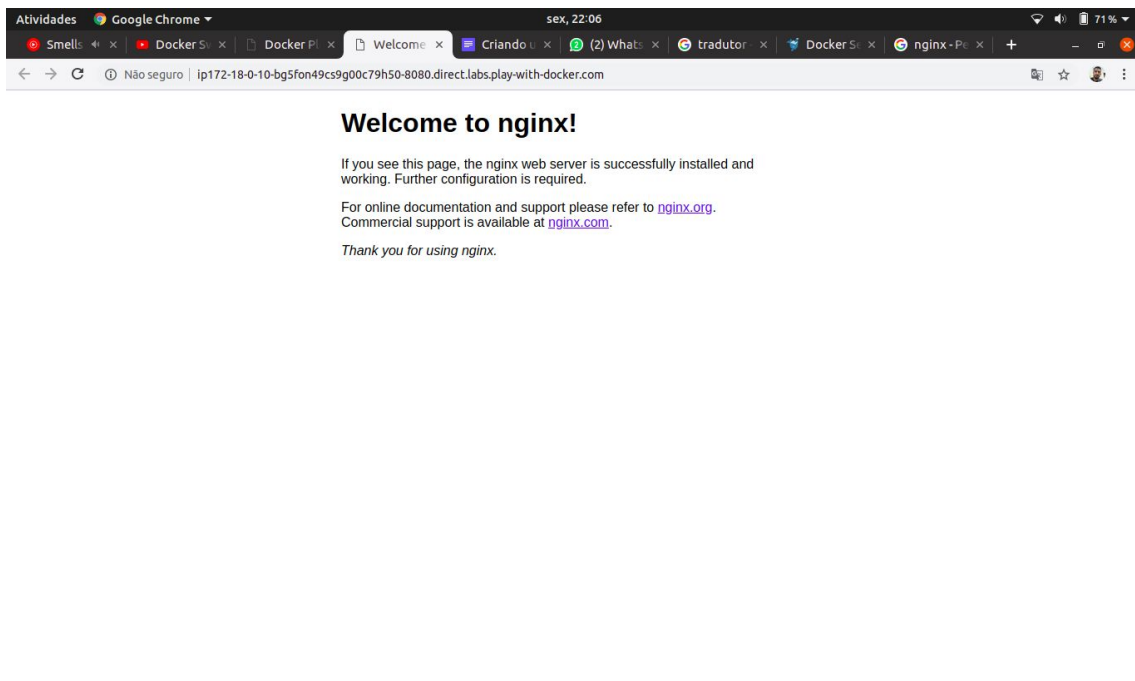 Atividades Google Chrome sex, 22:06 71 %
Smells Docker Sw Docker Pl Welcome Criando u (2) Whats tradutor Docker Se nginx - Pe
Não seguro ip172-18-0-10-bg5fon49cs9g00c79h50-8080.direct.labs.play-with-docker.com
Welcome to nginx!
If you see this page, the nginx web server is successfully installed and
working. Further configuration is required.
For online documentation and support please refer to nginx.org.
Commercial support is available at nginx.com.
Thank you for using nginx.